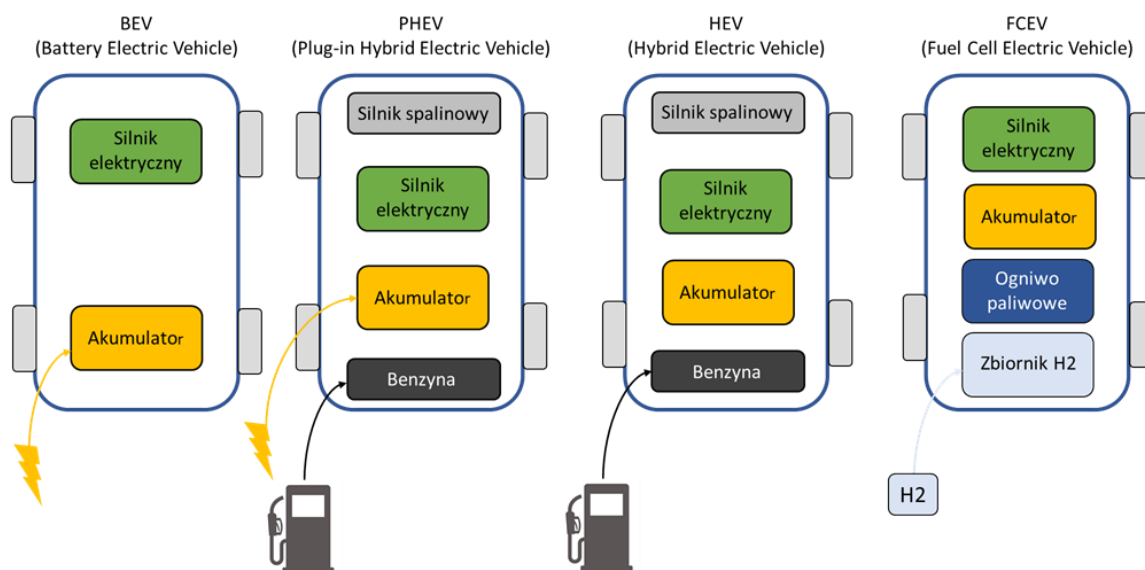 BEV
(Battery Electric Vehicle)
Silnik
elektryczny
Akumulator
PHEV
(Plug-in Hybrid Electric Vehicle)
Silnik spalinowy
Silnik
elektryczny
Akumulator
Benzyna
HEV
(Hybrid Electric Vehicle)
Silnik spalinowy
Silnik
elektryczny
Akumulator
Benzyna
FCEV
(Fuel Cell Electric Vehicle)
Silnik
elektryczny
Akumulator
Ogniwo
paliwowe
Zbiornik H2
H2